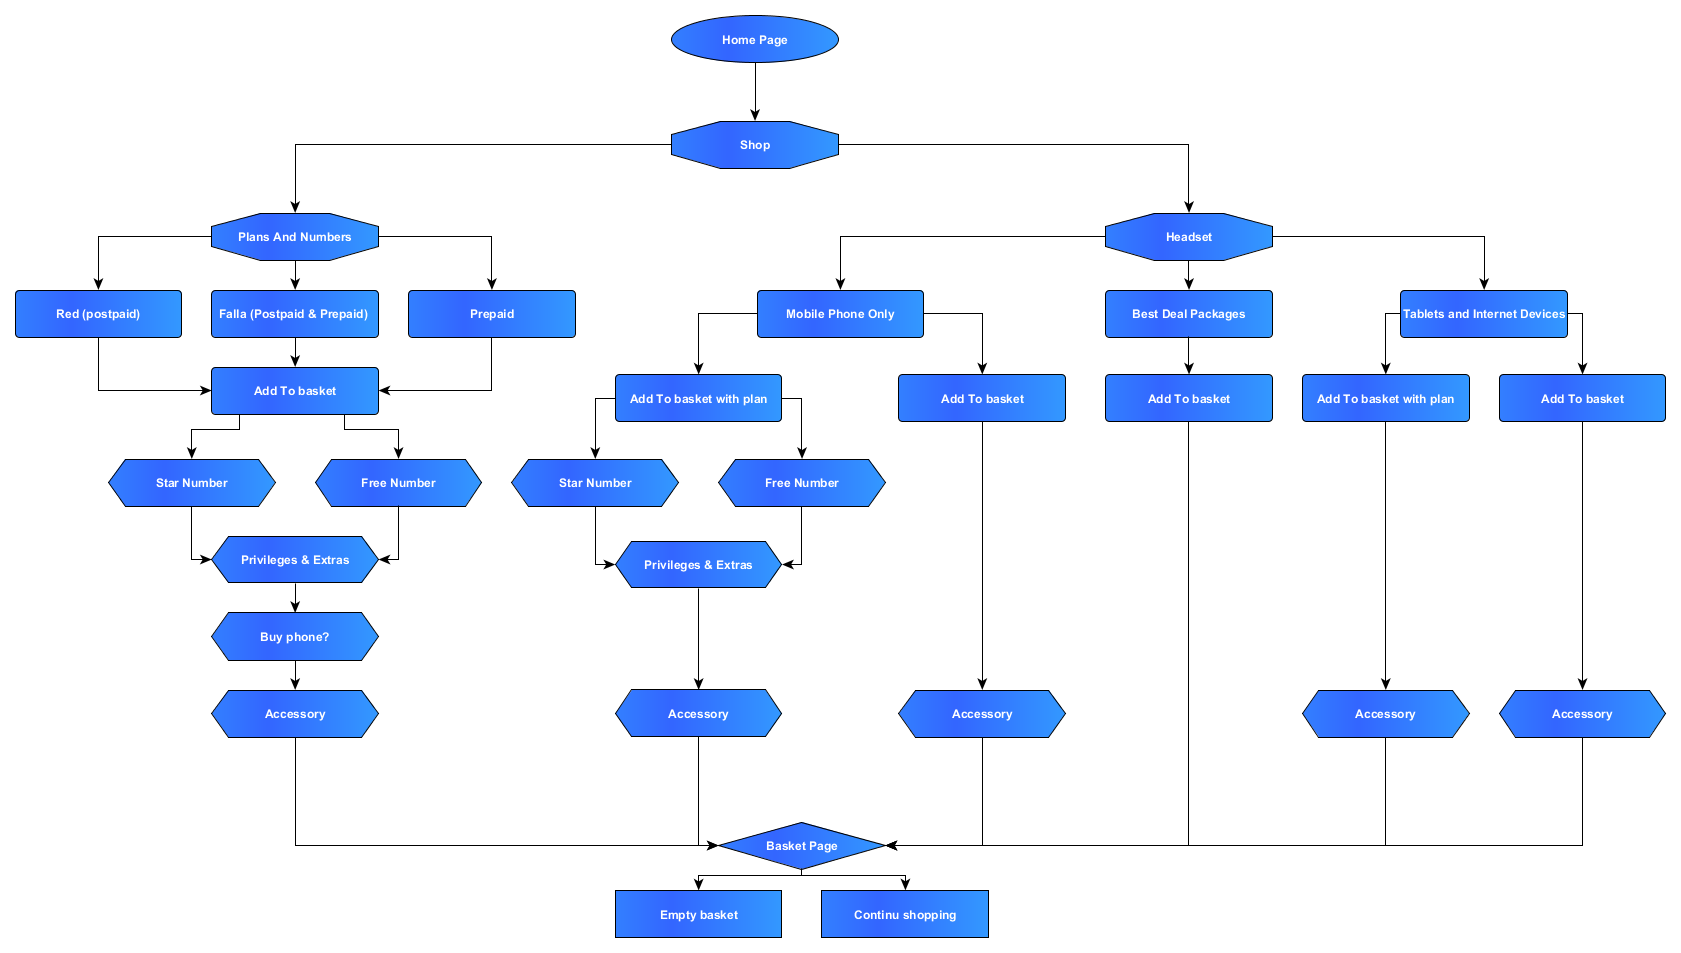 Home Page
Shop
Plans And Numbers
Headset
Red (postpaid)
Falla (Postpaid & Prepaid)
Prepaid
Mobile Phone Only
Best Deal Packages
Tablets and Internet Devices
Add To basket
Add To basket with plan
Add To basket
Add To basket
Add To basket with plan
Add To basket
Star Number
Free Number
Star Number
Free Number
Privileges & Extras
Privileges & Extras
Buy phone?
Accessory
Accessory
Accessory
Accessory
Accessory
Basket Page
Empty basket
Continu shopping